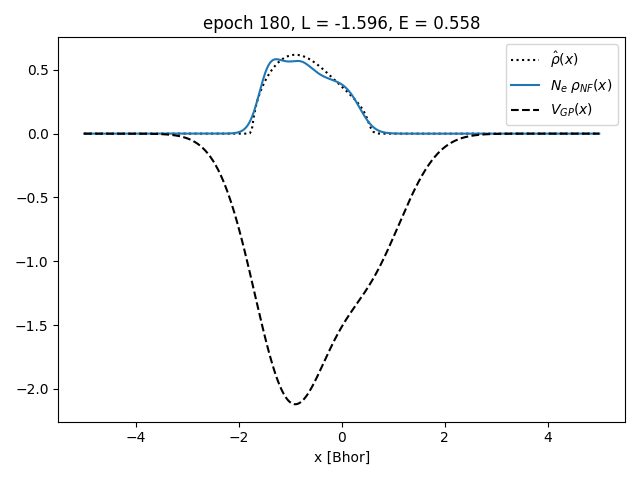 epoch 180, L = -1.596, E = 0.558
ρ̂(x)
N_e ρ_NF(x)
V_GP(x)
0.5
0.0
−0.5
−1.0
−1.5
−2.0
−4 −2 0 2 4
x [Bhor]